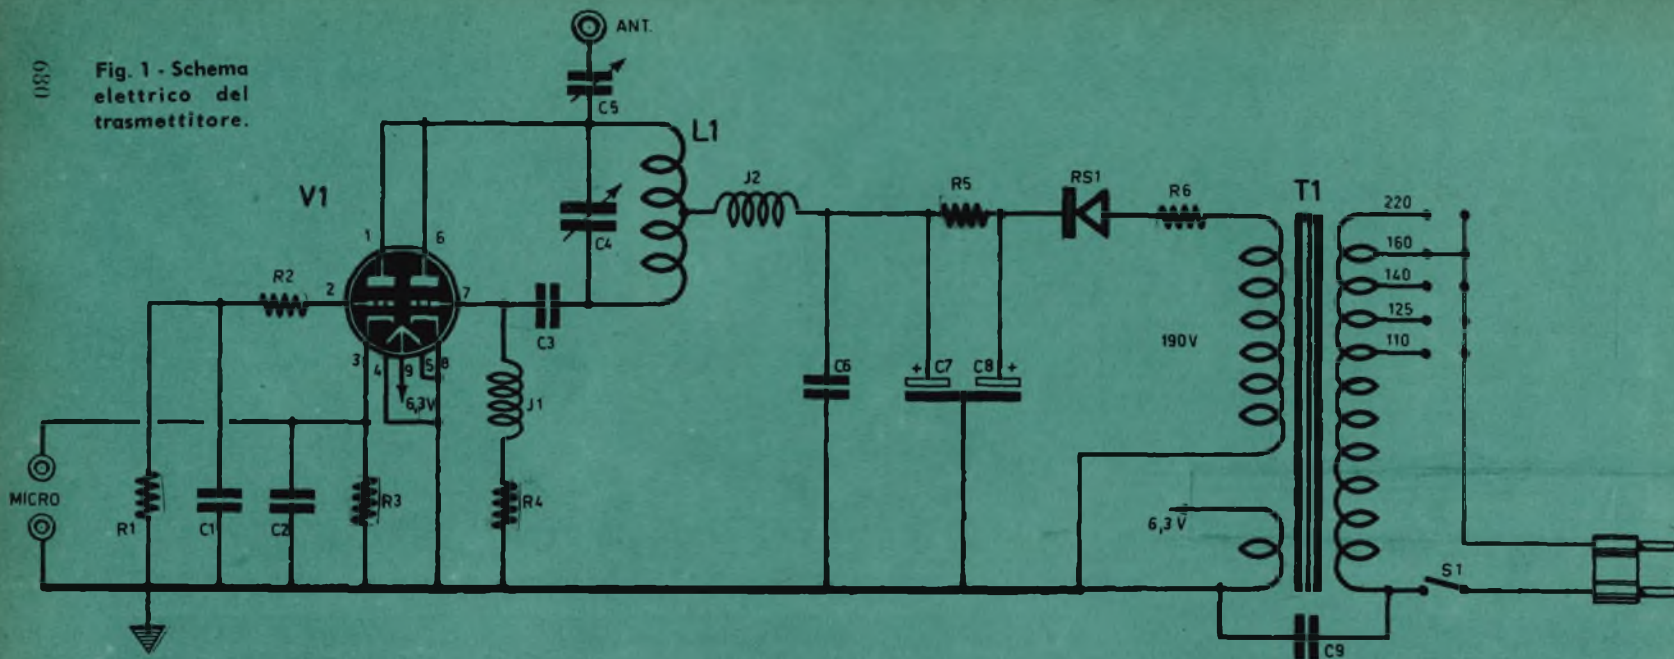 680
Fig. 1 - Schema
elettrico del
trasmettitore.
ANT.
C5
L1
V1
C4
J2
R5
RS1
R6
T1
220
160
140
125
110
1
6
R2
2
7
C3
3
4
9
5
8
6,3V
J1
190V
C6
+ C7
C8 +
MICRO
R1
C1
C2
R3
R4
6,3 V
S1
C9